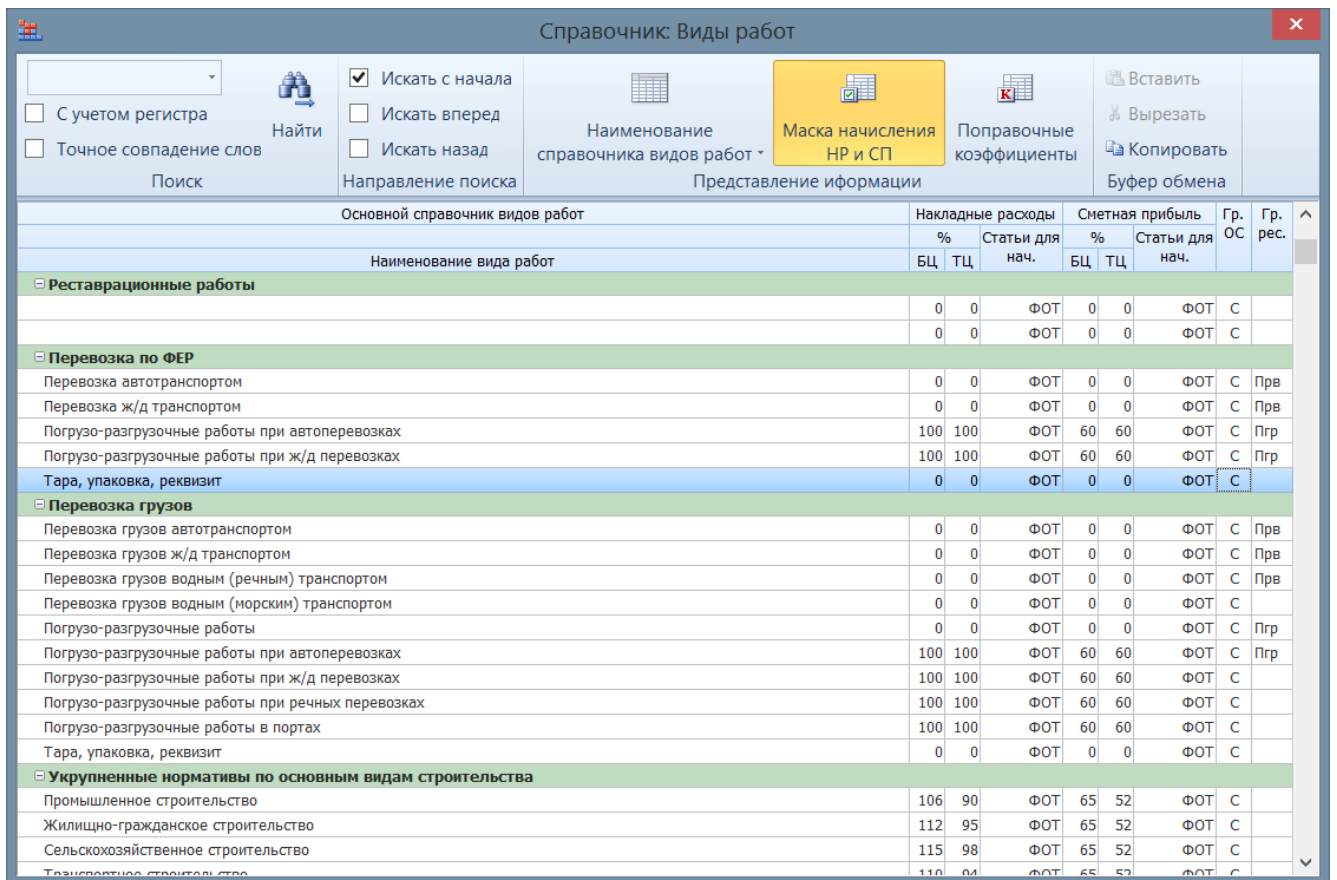 Справочник: Виды работ
С учетом регистра
Точное совпадение слов
Найти
Поиск
Искать с начала
Искать вперед
Искать назад
Направление поиска
Наименование
справочника видов работ
Маска начисления
НР и СП
Поправочные
коэффициенты
Представление иформации
Вставить
Вырезать
Копировать
Буфер обмена
Основной справочник видов работ Накладные расходы Сметная прибыль Гр. ОС Гр. рес.
% Статьи для нач. % Статьи для нач.
Наименование вида работ БЦ ТЦ БЦ ТЦ
Реставрационные работы
0 0 ФОТ 0 0 ФОТ С
0 0 ФОТ 0 0 ФОТ С
Перевозка по ФЕР
Перевозка автотранспортом 0 0 ФОТ 0 0 ФОТ С Прв
Перевозка ж/д транспортом 0 0 ФОТ 0 0 ФОТ С Прв
Погрузо-разгрузочные работы при автоперевозках 100 100 ФОТ 60 60 ФОТ С Пгр
Погрузо-разгрузочные работы при ж/д перевозках 100 100 ФОТ 60 60 ФОТ С Пгр
Тара, упаковка, реквизит 0 0 ФОТ 0 0 ФОТ С
Перевозка грузов
Перевозка грузов автотранспортом 0 0 ФОТ 0 0 ФОТ С Прв
Перевозка грузов ж/д транспортом 0 0 ФОТ 0 0 ФОТ С Прв
Перевозка грузов водным (речным) транспортом 0 0 ФОТ 0 0 ФОТ С Прв
Перевозка грузов водным (морским) транспортом 0 0 ФОТ 0 0 ФОТ С
Погрузо-разгрузочные работы 0 0 ФОТ 0 0 ФОТ С Пгр
Погрузо-разгрузочные работы при автоперевозках 100 100 ФОТ 60 60 ФОТ С Пгр
Погрузо-разгрузочные работы при ж/д перевозках 100 100 ФОТ 60 60 ФОТ С
Погрузо-разгрузочные работы при речных перевозках 100 100 ФОТ 60 60 ФОТ С
Погрузо-разгрузочные работы в портах 100 100 ФОТ 60 60 ФОТ С
Тара, упаковка, реквизит 0 0 ФОТ 0 0 ФОТ С
Укрупненные нормативы по основным видам строительства
Промышленное строительство 106 90 ФОТ 65 52 ФОТ С
Жилищно-гражданское строительство 112 95 ФОТ 65 52 ФОТ С
Сельскохозяйственное строительство 115 98 ФОТ 65 52 ФОТ С
Транспортное строительство 110 94 ФОТ 65 52 ФОТ С